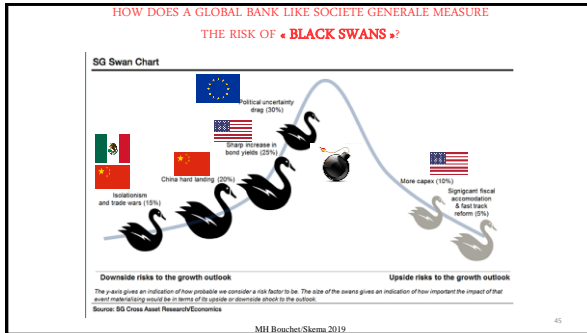 HOW DOES A GLOBAL BANK LIKE SOCIETE GENERALE MEASURE
THE RISK OF « BLACK SWANS »?
SG Swan Chart
Political uncertainty
drag (30%)
Sharp increase in
bond yields (25%)
China hard landing (20%)
Isolationism
and trade wars (15%)
More capex (10%)
Signigcant fiscal
accomodation
& fast track
reform (5%)
Downside risks to the growth outlook
Upside risks to the growth outlook
The y-axis gives an indication of how probable we consider a risk factor to be. The size of the swans gives an indication of how important the impact of that
event materialising would be in terms of its upside or downside shock to the outlook.
Source: SG Cross Asset Research/Economics
MH Bouchet/Skema 2019
45